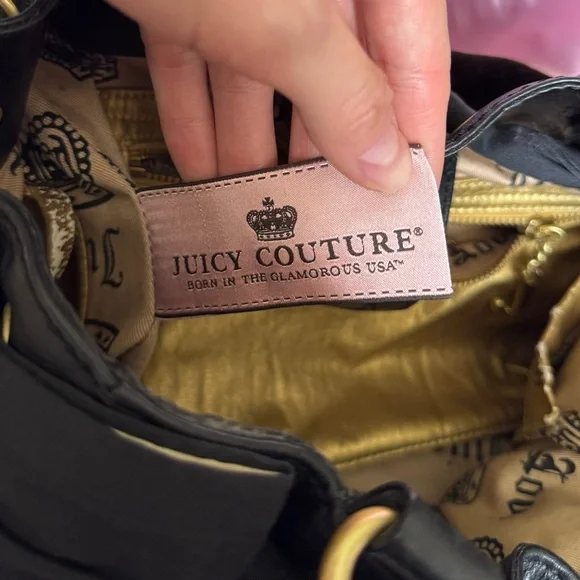 JUICY COUTURE®
BORN IN THE GLAMOROUS USA™